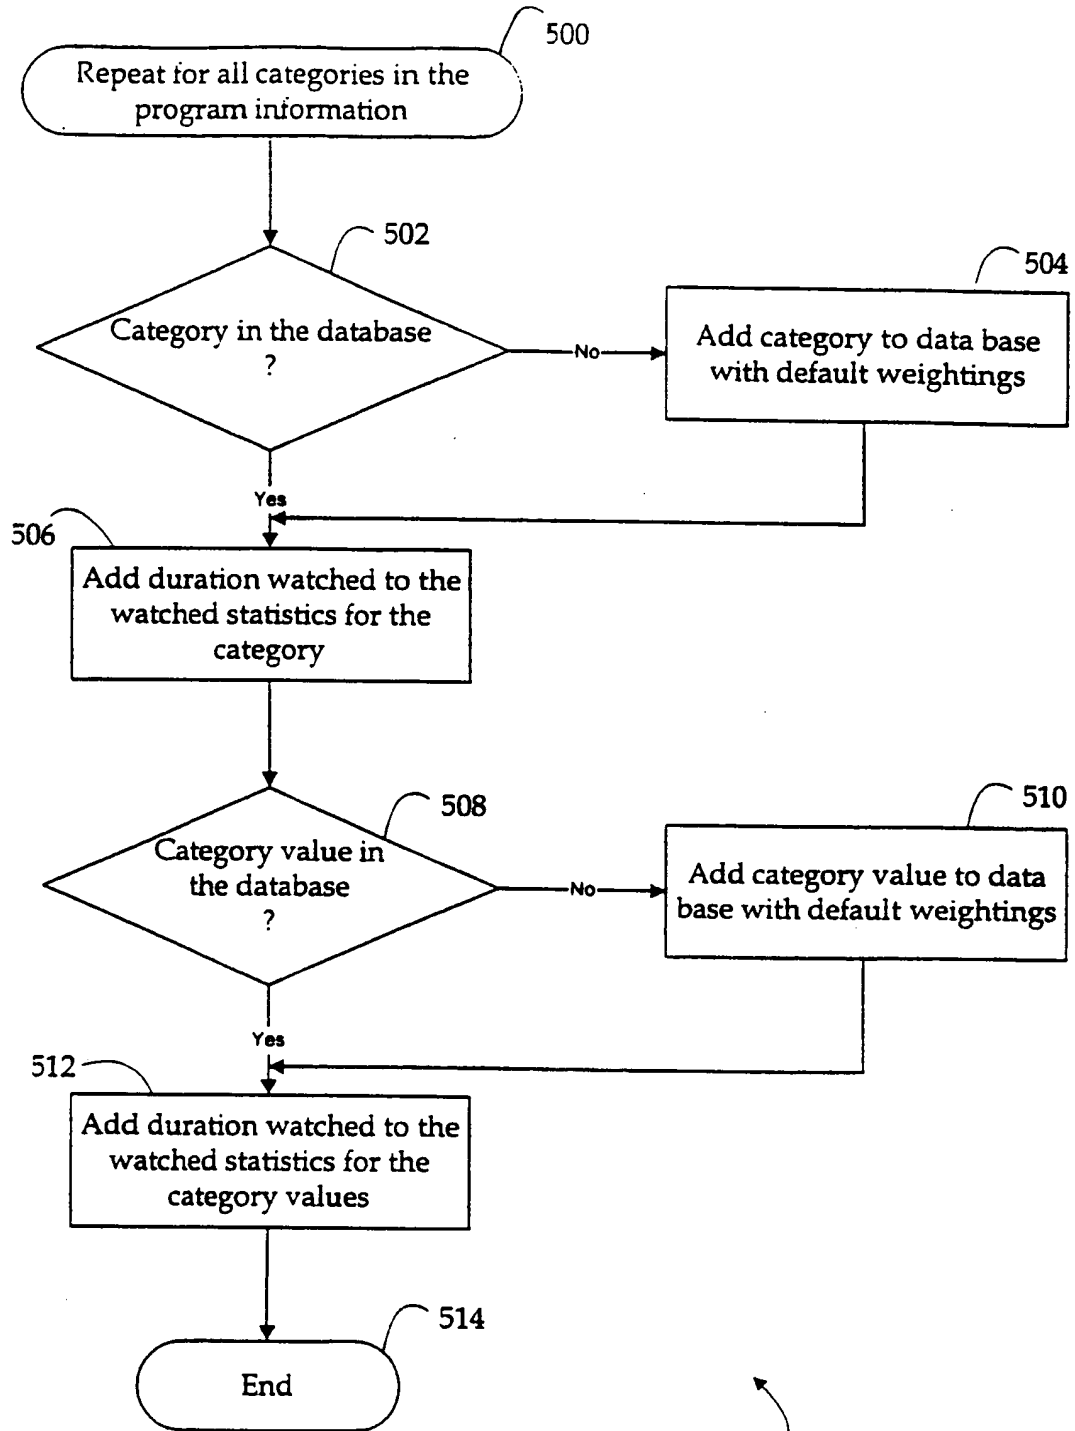 500
Repeat for all categories in the
program information
502
Category in the database
?
No
504
Add category to data base
with default weightings
Yes
506
Add duration watched to the
watched statistics for the
category
508
Category value in
the database
?
No
510
Add category value to data
base with default weightings
Yes
512
Add duration watched to the
watched statistics for the
category values
514
End